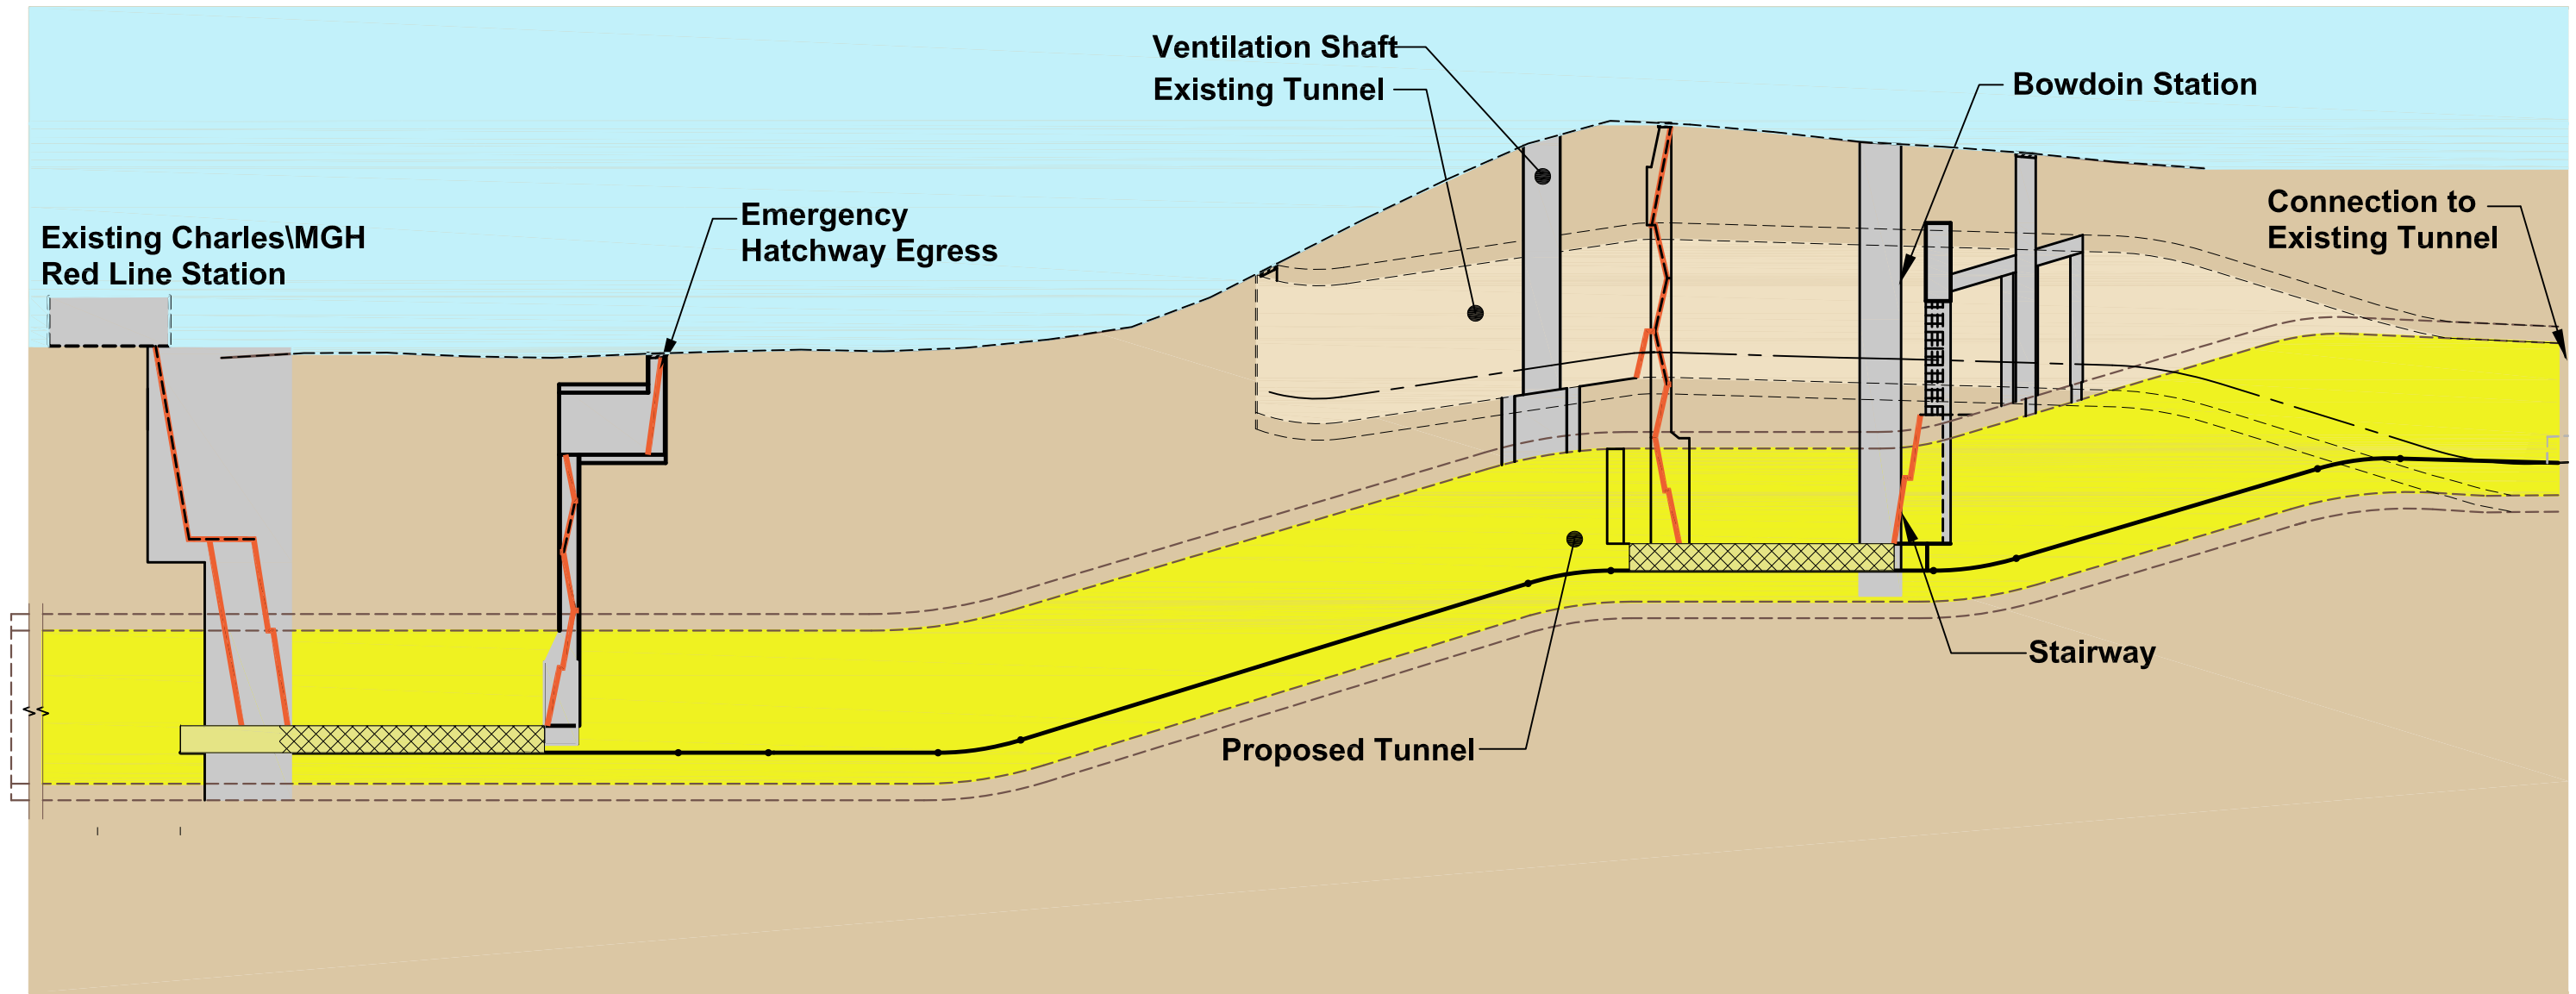 Ventilation Shaft
Existing Tunnel
Bowdoin Station
Connection to
Existing Tunnel
Emergency
Hatchway Egress
Existing Charles\MGH
Red Line Station
Stairway
Proposed Tunnel